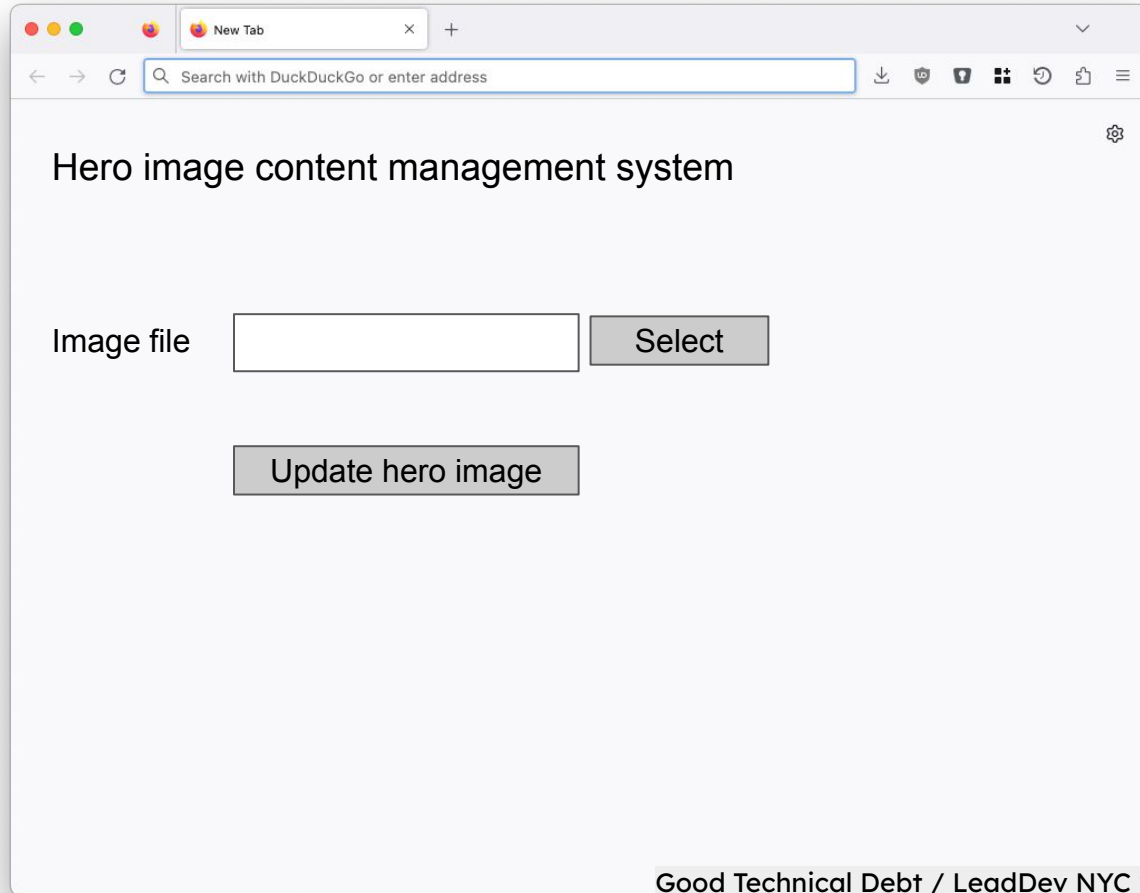 New Tab
Search with DuckDuckGo or enter address
Hero image content management system
Image file
Select
Update hero image
Good Technical Debt / LeadDev NYC